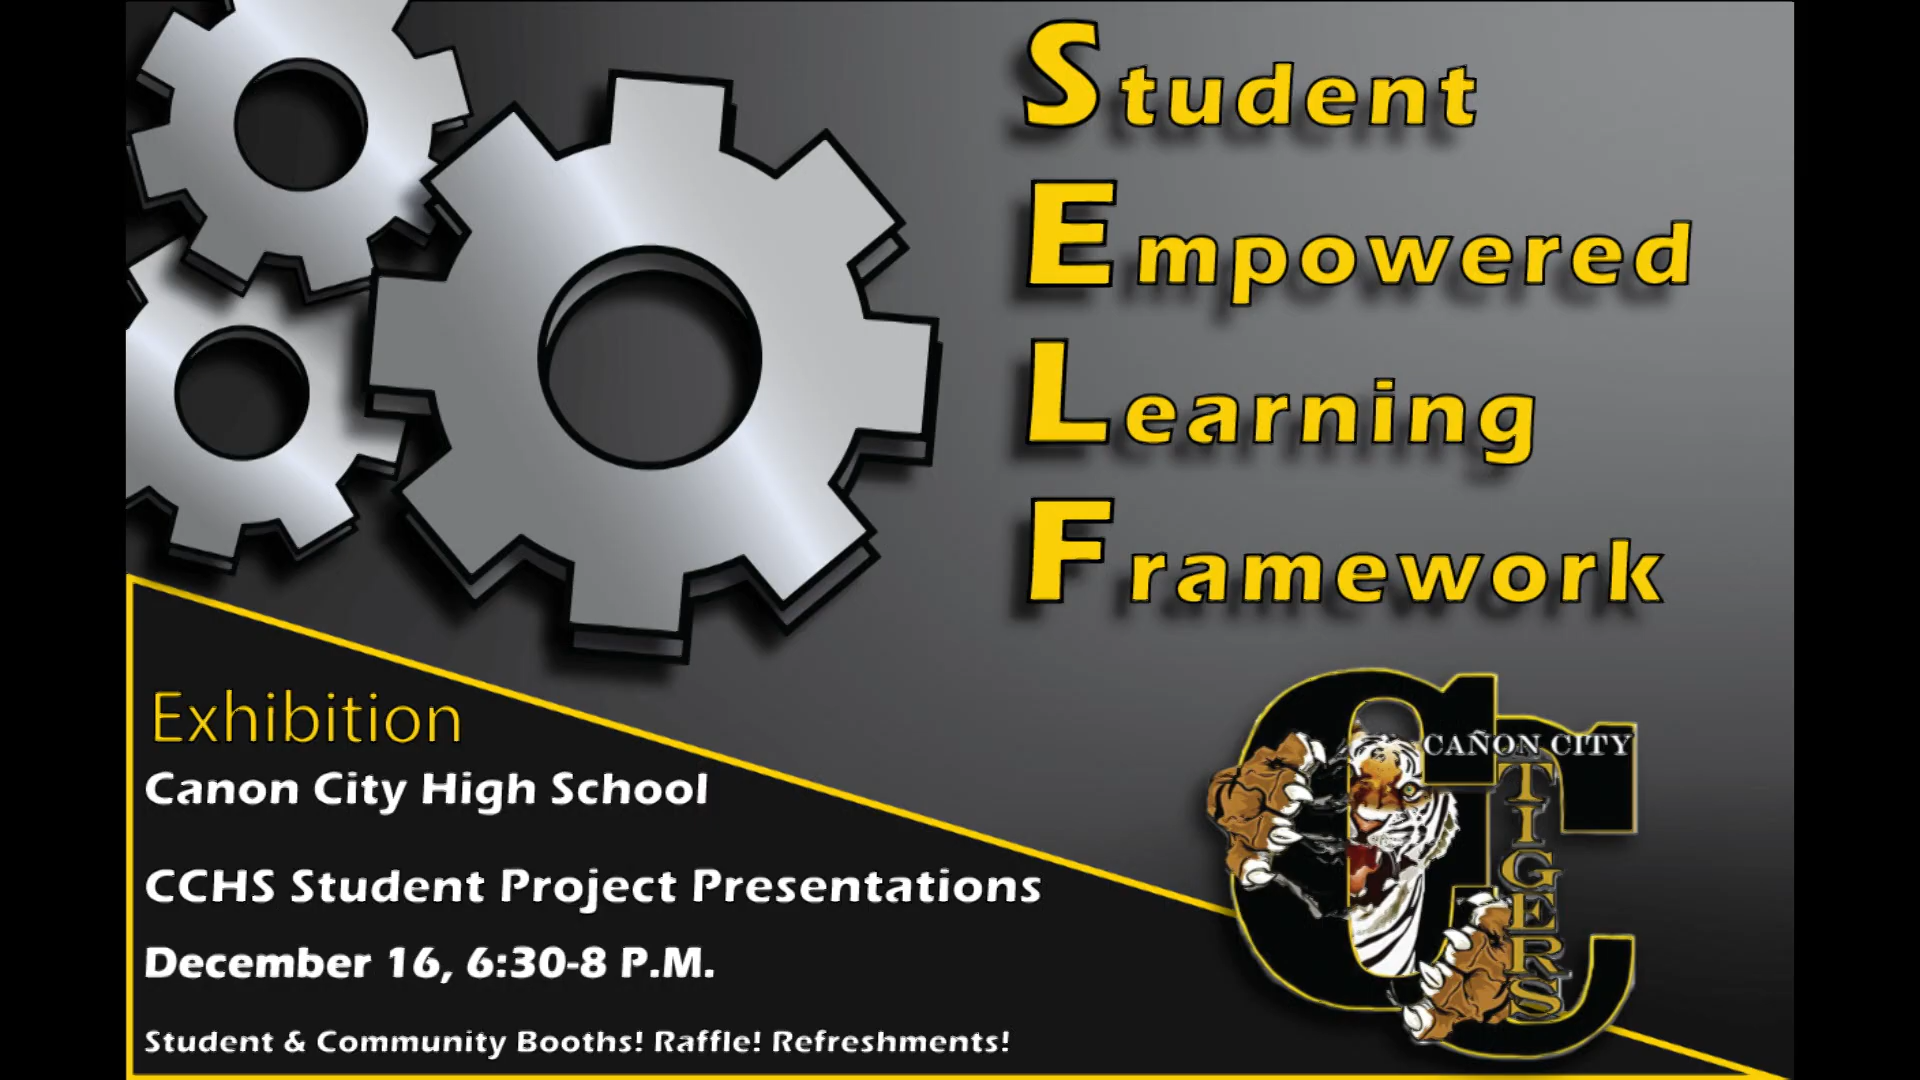 Student
Empowered
Learning
Framework
Exhibition
Canon City High School
CCHS Student Project Presentations
December 16, 6:30-8 P.M.
Student & Community Booths! Raffle! Refreshments!
CC
CAÑON CITY
TIGERS